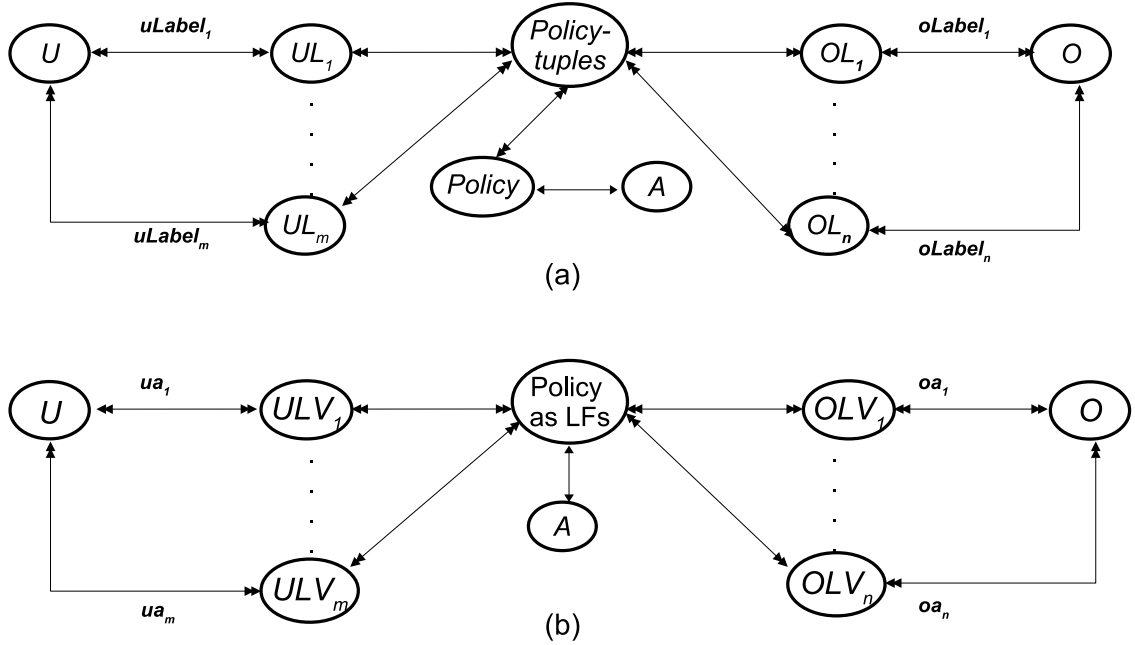 uLabel₁ oLabel₁
U UL₁ Policy- OL₁ O
tuples
Policy A
ULₘ OLₙ
uLabelₘ oLabelₙ
(a)
ua₁ oa₁
U ULV₁ Policy OLV₁ O
as LFs
A
ULVₘ OLVₙ
uaₘ oaₙ
(b)